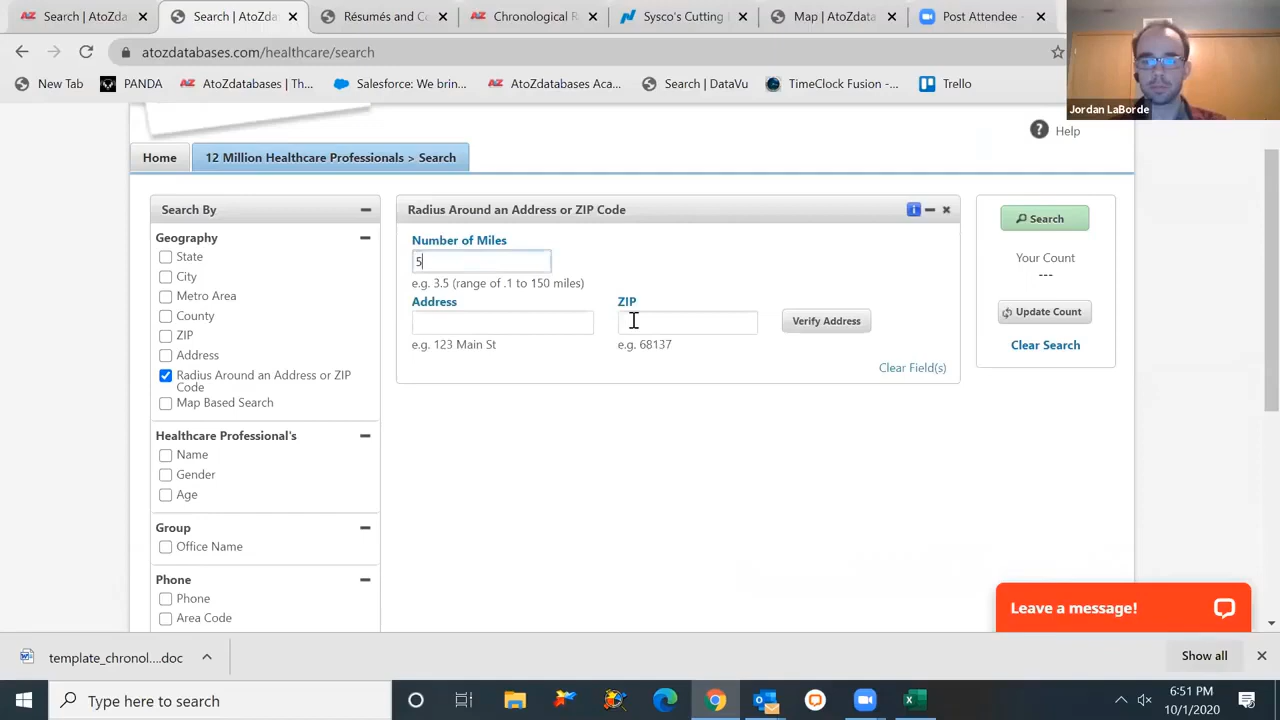 Search | AtoZda
Search | AtoZda
Résumés and Co
Chronological R
Sysco's Cutting
Map | AtoZdata
Post Attendee -
atozdatabases.com/healthcare/search
New Tab
PANDA
AtoZdatabases | Th...
Salesforce: We brin...
AtoZdatabases Aca...
Search | DataVu
TimeClock Fusion -...
Trello
Jordan LaBorde
Help
Home
12 Million Healthcare Professionals > Search
Search By
Geography
State
City
Metro Area
County
ZIP
Address
Radius Around an Address or ZIP
Code
Map Based Search
Healthcare Professional's
Name
Gender
Age
Group
Office Name
Phone
Phone
Area Code
Radius Around an Address or ZIP Code
Number of Miles
5
e.g. 3.5 (range of .1 to 150 miles)
Address
ZIP
Verify Address
e.g. 123 Main St
e.g. 68137
Clear Field(s)
Search
Your Count
---
Update Count
Clear Search
Leave a message!
template_chronol....doc
Show all
Type here to search
6:51 PM
10/1/2020